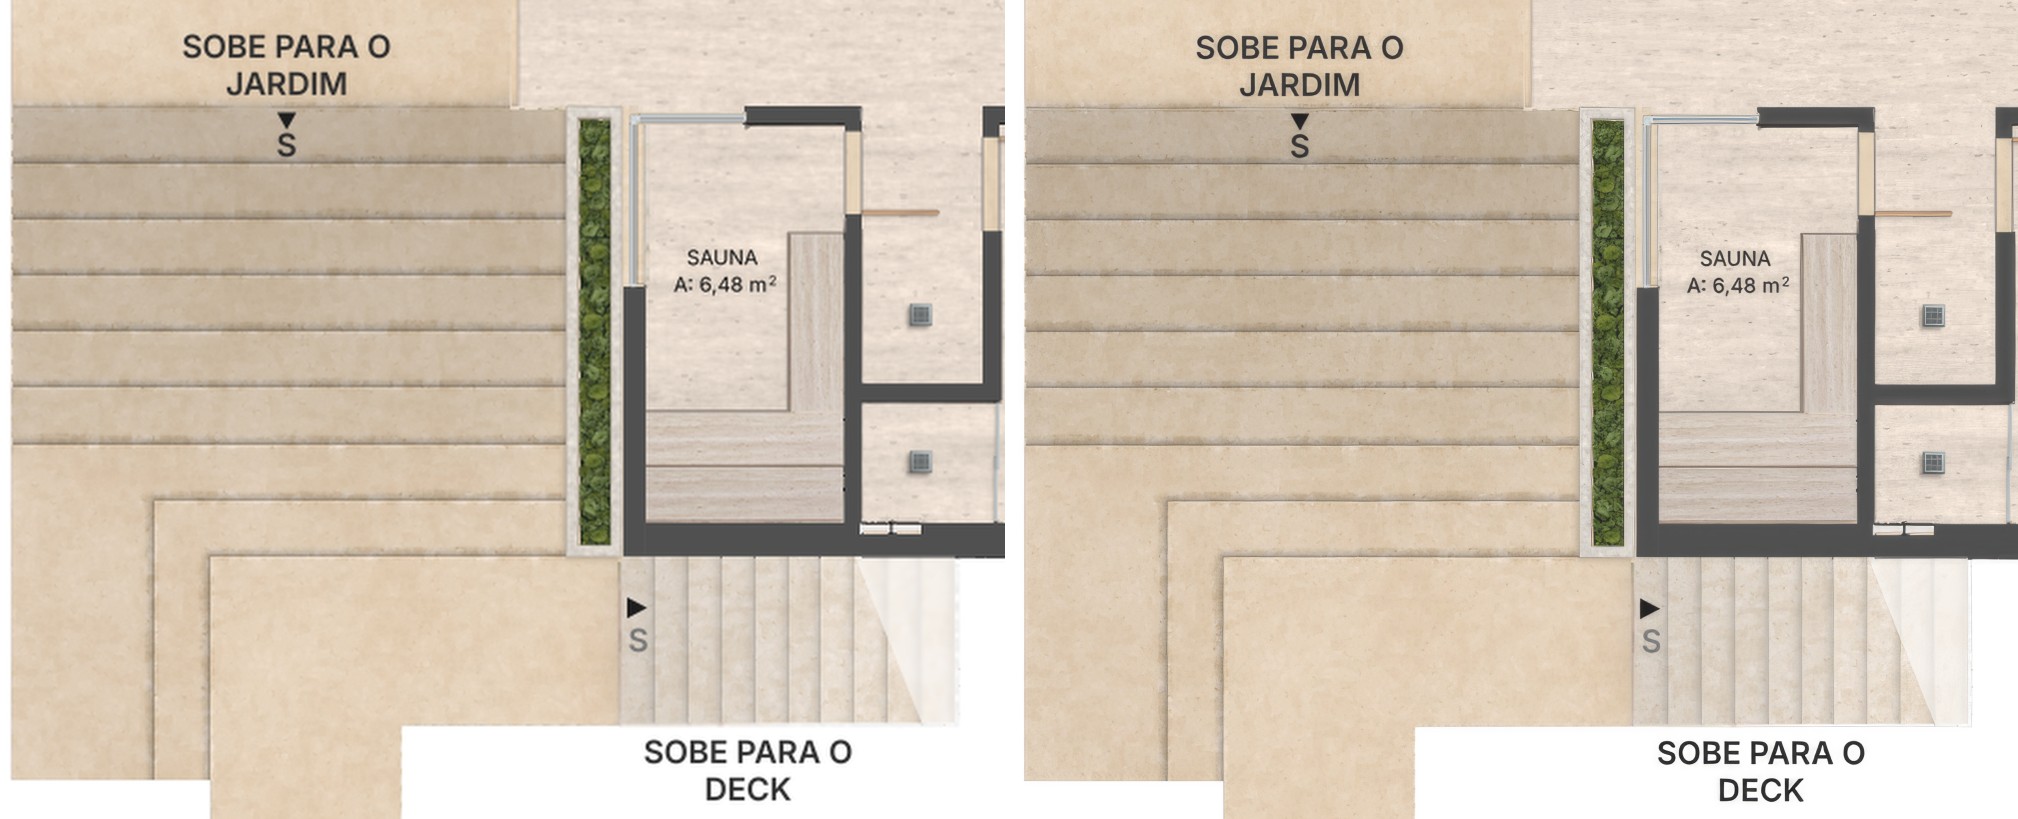 SOBE PARA O
JARDIM
S
SAUNA
A: 6,48 m²
S
SOBE PARA O
DECK
SOBE PARA O
JARDIM
S
SAUNA
A: 6,48 m²
S
SOBE PARA O
DECK